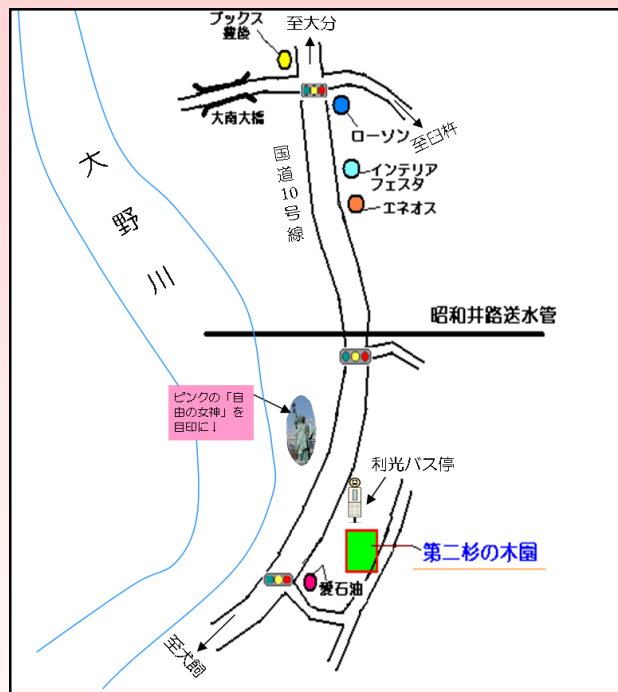 ブックス
豊後
至大分
大南大橋
ローソン
至臼杵
大野川
国道10号線
インテリア
フェスタ
エネオス
昭和井路送水管
ピンクの「自
由の女神」を
目印に！
利光バス停
第二杉の木園
愛石油
至犬飼